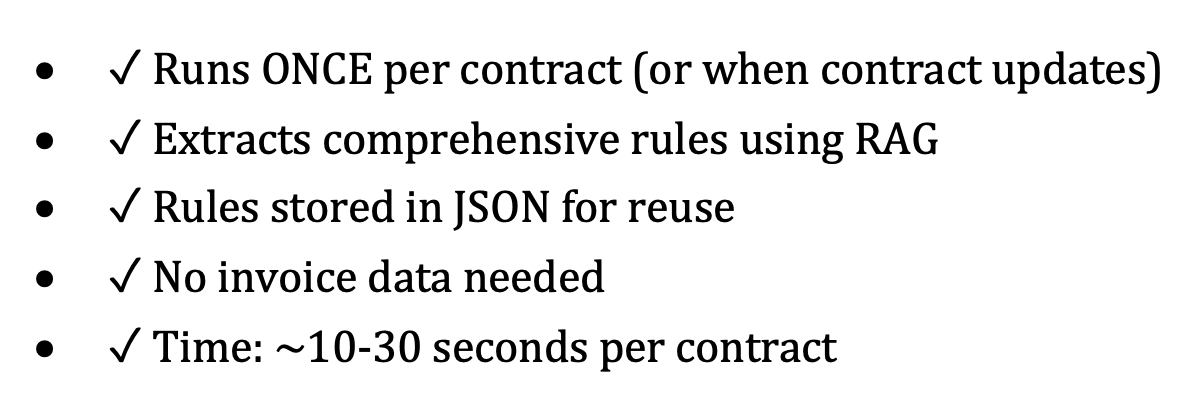 • ✓ Runs ONCE per contract (or when contract updates)
• ✓ Extracts comprehensive rules using RAG
• ✓ Rules stored in JSON for reuse
• ✓ No invoice data needed
• ✓ Time: ~10-30 seconds per contract